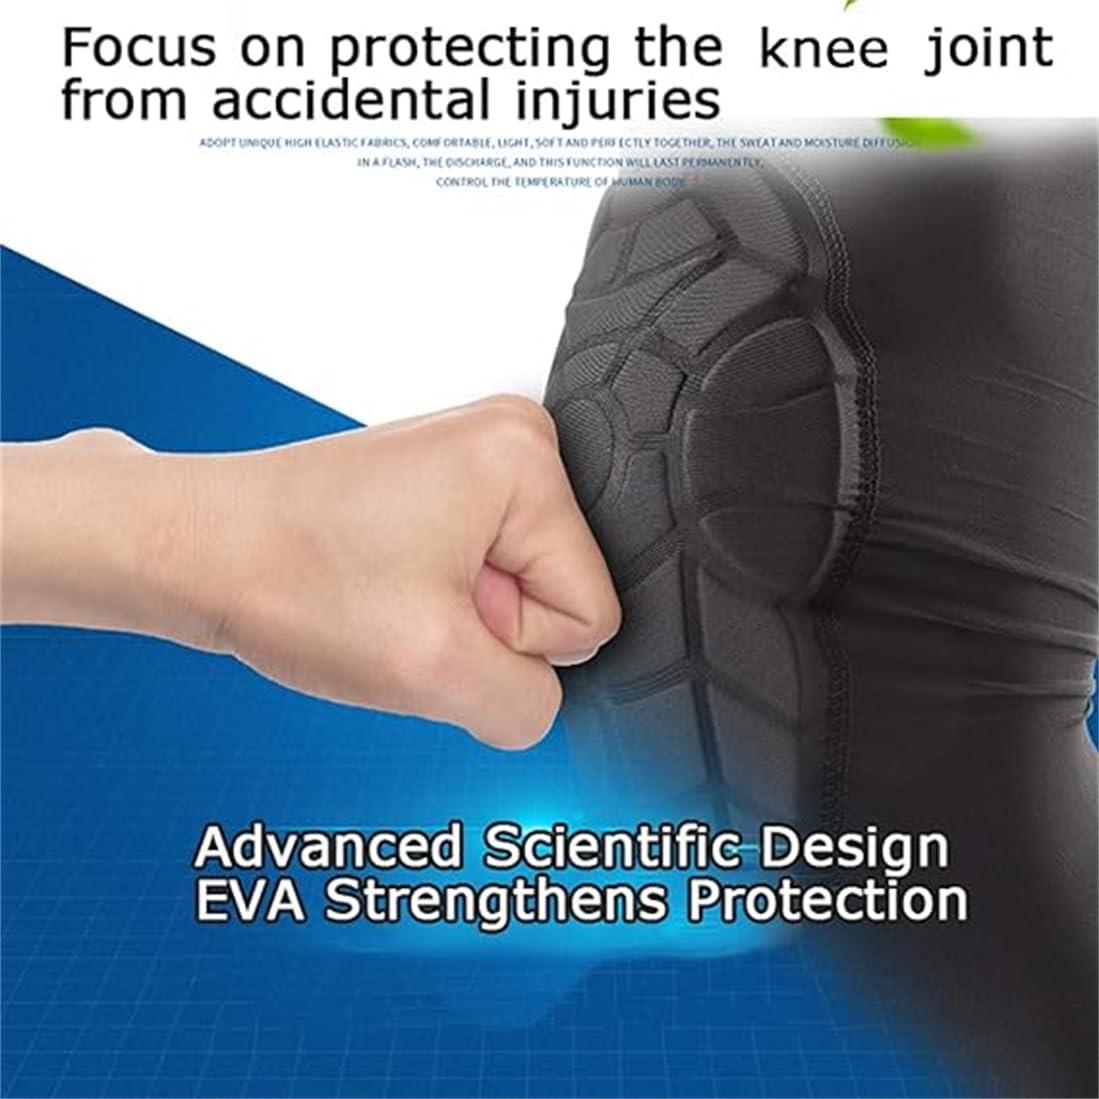 Focus on protecting the knee joint
from accidental injuries
ADOPT UNIQUE HIGH ELASTIC FABRICS, COMFORTABLE, LIGHT, SOFT AND PERFECTLY TOGETHER, THE SWEAT AND MOISTURE DIFFUSION
IN A FLASH, THE DISCHARGE, AND THIS FUNCTION WILL LAST PERMANENTLY,
CONTROL THE TEMPERATURE OF HUMAN BODY
Advanced Scientific Design
EVA Strengthens Protection